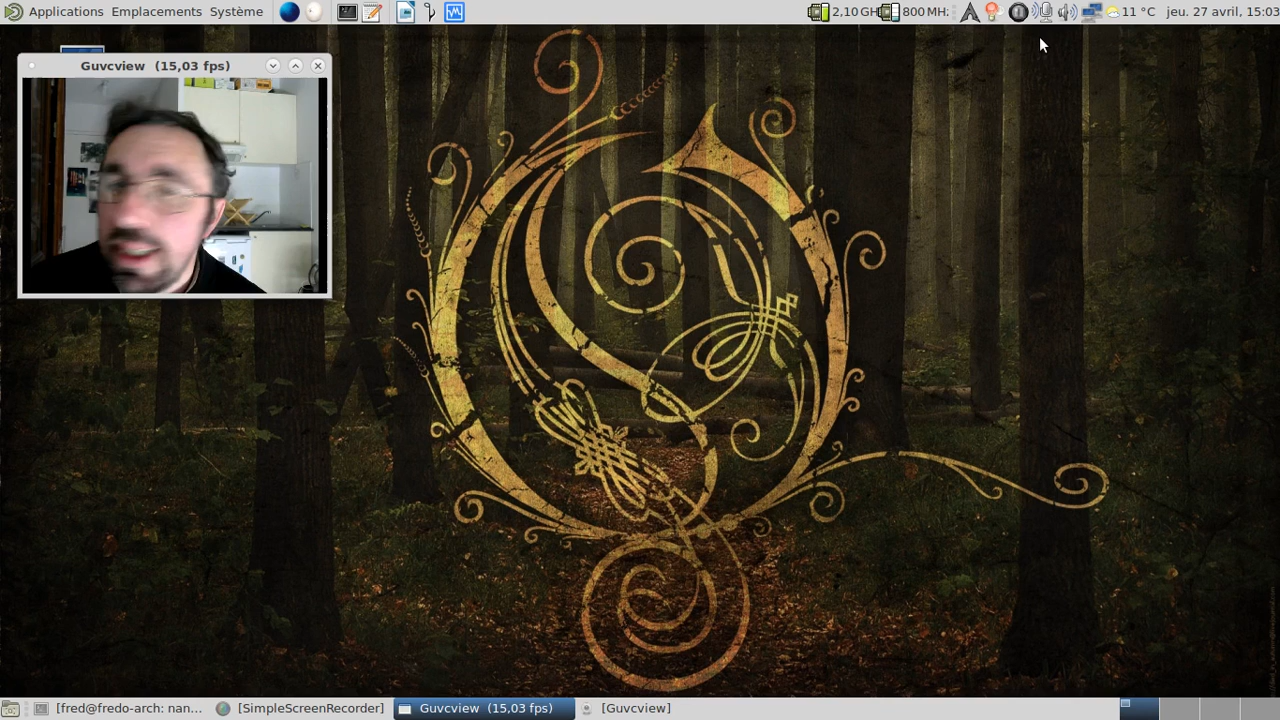 Applications Emplacements Système
2,10 GH 800 MH;
11 °C jeu. 27 avril, 15:03
Guvcview (15,03 fps)
[fred@fredo-arch: nan...
[SimpleScreenRecorder]
Guvcview (15,03 fps)
[Guvcview]